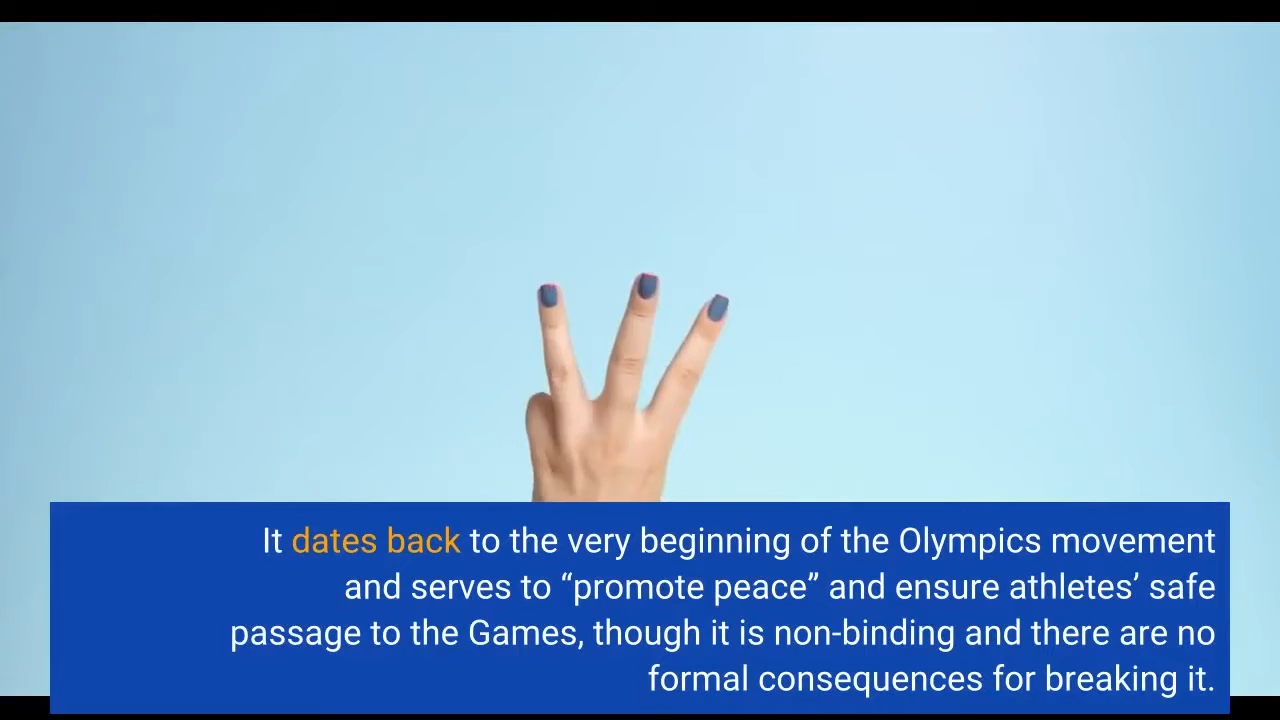 It dates back to the very beginning of the Olympics movement
and serves to “promote peace” and ensure athletes’ safe
passage to the Games, though it is non-binding and there are no
formal consequences for breaking it.